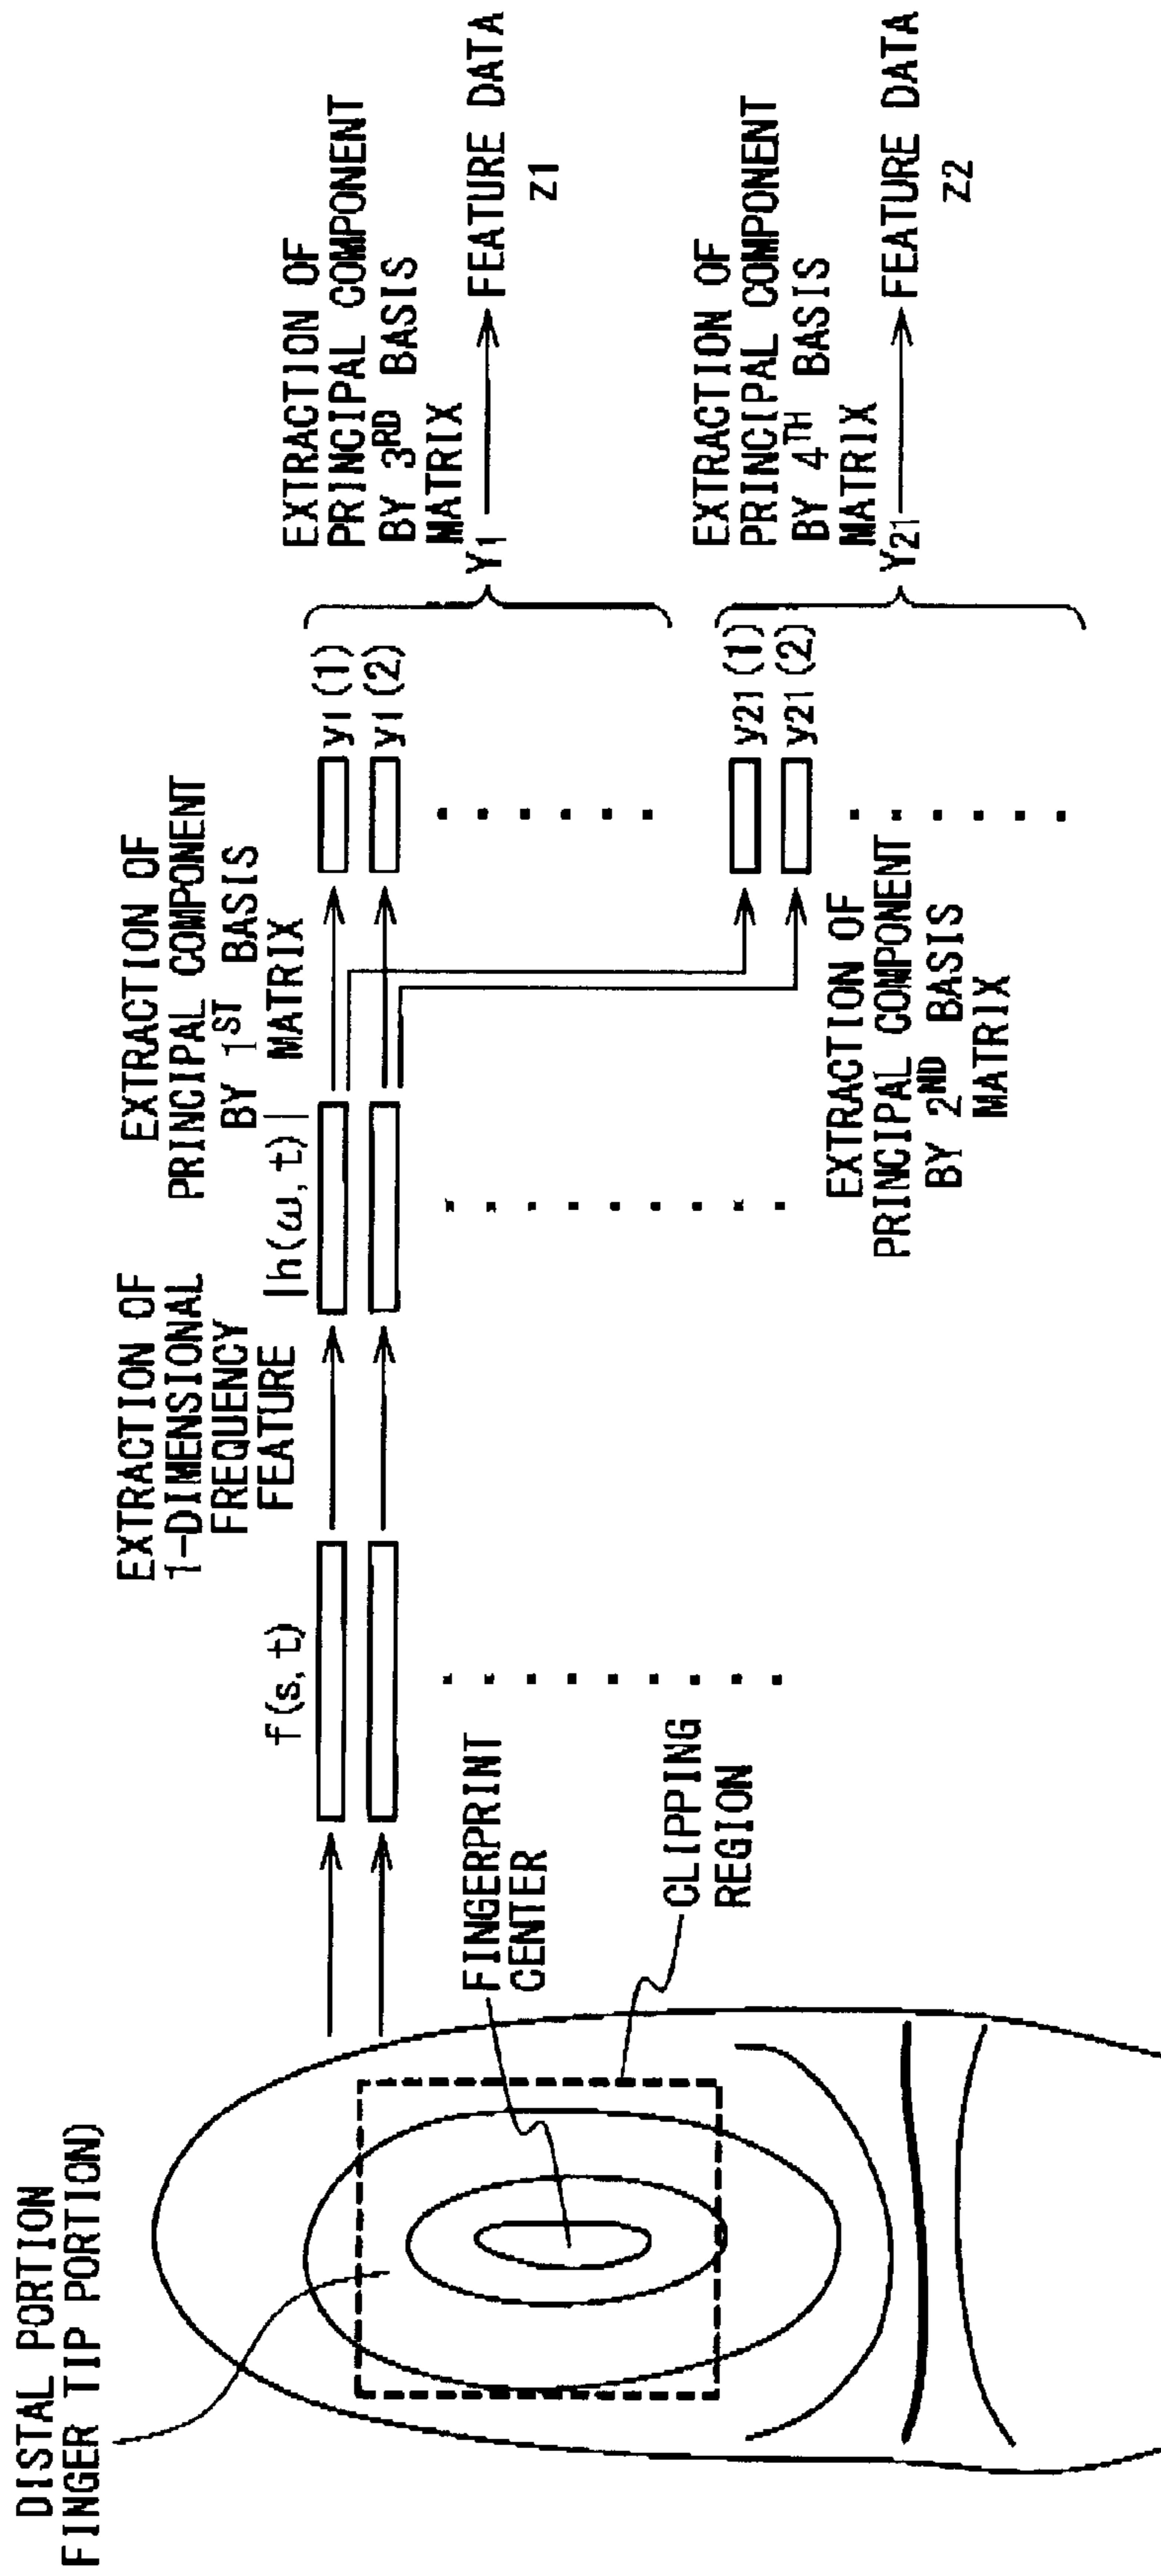 DISTAL PORTION
FINGER TIP PORTION)
FINGERPRINT
CENTER
CLIPPING
REGION
f(s,t)
EXTRACTION OF
1-DIMENSIONAL
FREQUENCY
FEATURE
|h(ω,t)|
EXTRACTION OF
PRINCIPAL COMPONENT
BY 1ST BASIS
MATRIX
y1(1)
y1(2)
EXTRACTION OF
PRINCIPAL COMPONENT
BY 2ND BASIS
MATRIX
y21(1)
y21(2)
EXTRACTION OF
PRINCIPAL COMPONENT
BY 3RD BASIS
MATRIX
Y1
FEATURE DATA
Z1
EXTRACTION OF
PRINCIPAL COMPONENT
BY 4TH BASIS
MATRIX
Y21
FEATURE DATA
Z2